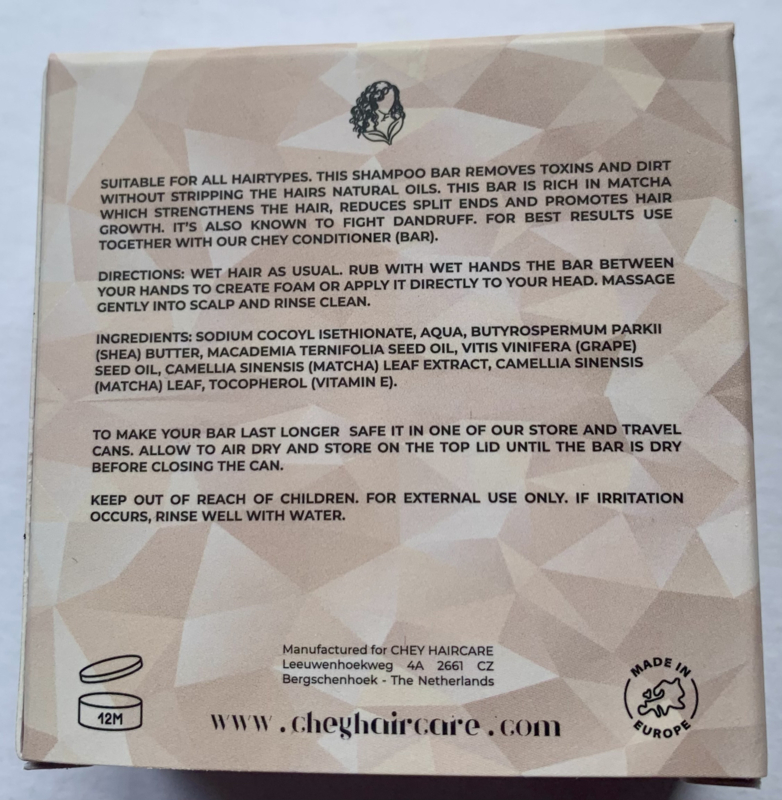 SUITABLE FOR ALL HAIRTYPES. THIS SHAMPOO BAR REMOVES TOXINS AND DIRT
WITHOUT STRIPPING THE HAIRS NATURAL OILS. THIS BAR IS RICH IN MATCHA
WHICH STRENGTHENS THE HAIR, REDUCES SPLIT ENDS AND PROMOTES HAIR
GROWTH. IT'S ALSO KNOWN TO FIGHT DANDRUFF. FOR BEST RESULTS USE
TOGETHER WITH OUR CHEY CONDITIONER (BAR).
DIRECTIONS: WET HAIR AS USUAL. RUB WITH WET HANDS THE BAR BETWEEN
YOUR HANDS TO CREATE FOAM OR APPLY IT DIRECTLY TO YOUR HEAD. MASSAGE
GENTLY INTO SCALP AND RINSE CLEAN.
INGREDIENTS: SODIUM COCOYL ISETHIONATE, AQUA, BUTYROSPERMUM PARKII
(SHEA) BUTTER, MACADEMIA TERNIFOLIA SEED OIL, VITIS VINIFERA (GRAPE)
SEED OIL, CAMELLIA SINENSIS (MATCHA) LEAF EXTRACT, CAMELLIA SINENSIS
(MATCHA) LEAF, TOCOPHEROL (VITAMIN E).
TO MAKE YOUR BAR LAST LONGER SAFE IT IN ONE OF OUR STORE AND TRAVEL
CANS. ALLOW TO AIR DRY AND STORE ON THE TOP LID UNTIL THE BAR IS DRY
BEFORE CLOSING THE CAN.
KEEP OUT OF REACH OF CHILDREN. FOR EXTERNAL USE ONLY. IF IRRITATION
OCCURS, RINSE WELL WITH WATER.
Manufactured for CHEY HAIRCARE
Leeuwenhoekweg 4A 2661 CZ
Bergschenhoek - The Netherlands
12M
www.cheyhaircare.com
MADE IN
EUROPE